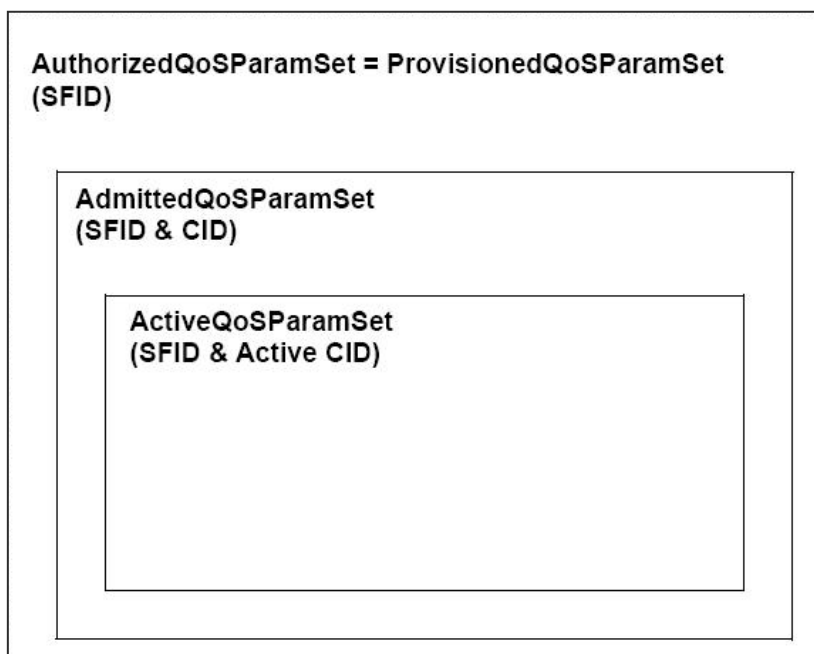 AuthorizedQoSParamSet = ProvisionedQoSParamSet
(SFID)
AdmittedQoSParamSet
(SFID & CID)
ActiveQoSParamSet
(SFID & Active CID)